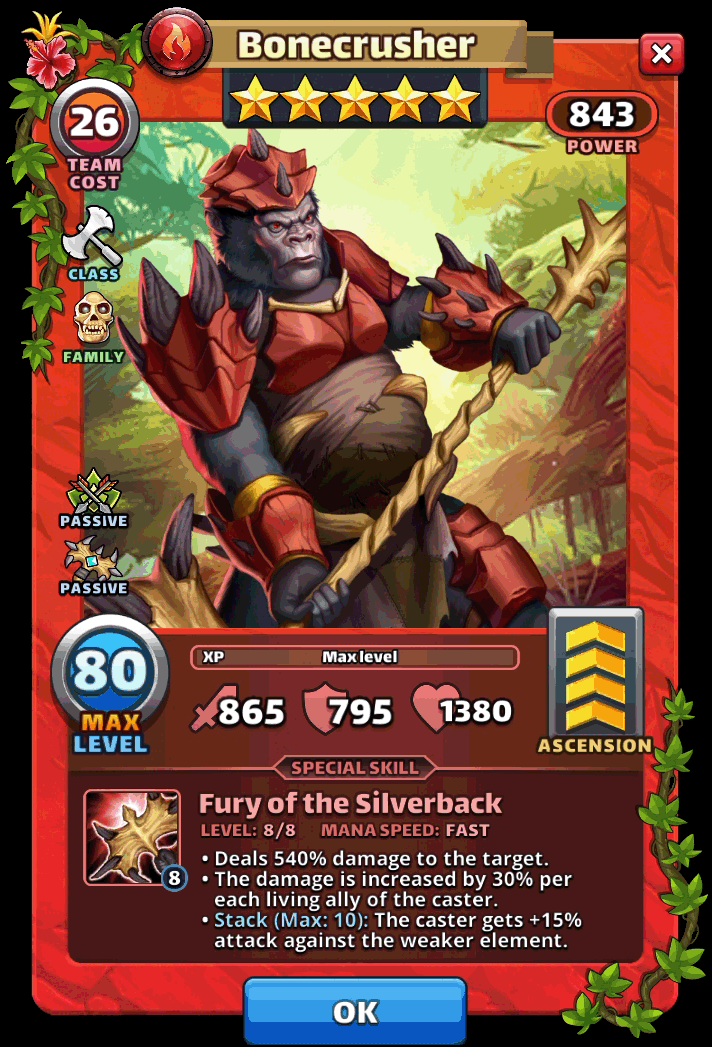 Bonecrusher
26
TEAM
COST
843
POWER
CLASS
FAMILY
PASSIVE
PASSIVE
80
MAX
LEVEL
XP
Max level
865
795
1380
ASCENSION
SPECIAL SKILL
Fury of the Silverback
LEVEL: 8/8 MANA SPEED: FAST
8
• Deals 540% damage to the target.
• The damage is increased by 30% per
each living ally of the caster.
• Stack (Max: 10): The caster gets +15%
attack against the weaker element.
OK